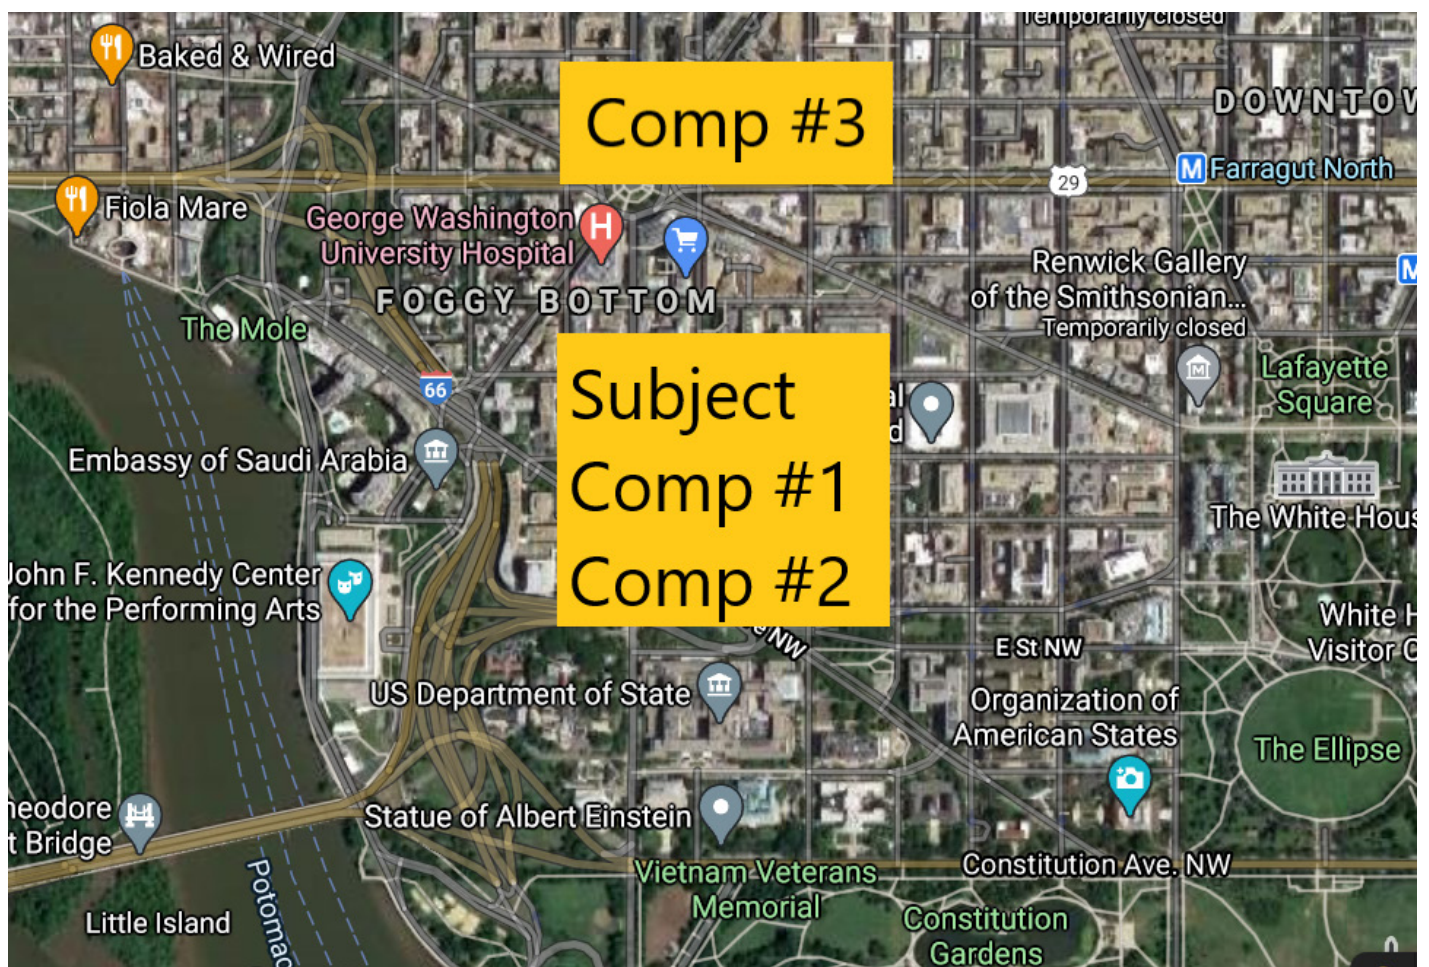 Temporarily closed
Baked & Wired
DOWNTOW
Comp #3
Farragut North
29
Fiola Mare
George Washington
University Hospital
H
M
M
Renwick Gallery
of the Smithsonian...
Temporarily closed
FOGGY BOTTOM
The Mole
66
Lafayette
Square
Subject
Comp #1
Comp #2
al
d
Embassy of Saudi Arabia
The White Hous
John F. Kennedy Center
for the Performing Arts
White H
Visitor C
e NW
E St NW
US Department of State
Organization of
American States
The Ellipse
heodore
t Bridge
Statue of Albert Einstein
Constitution Ave. NW
Vietnam Veterans
Memorial
Potomac
Little Island
Constitution
Gardens